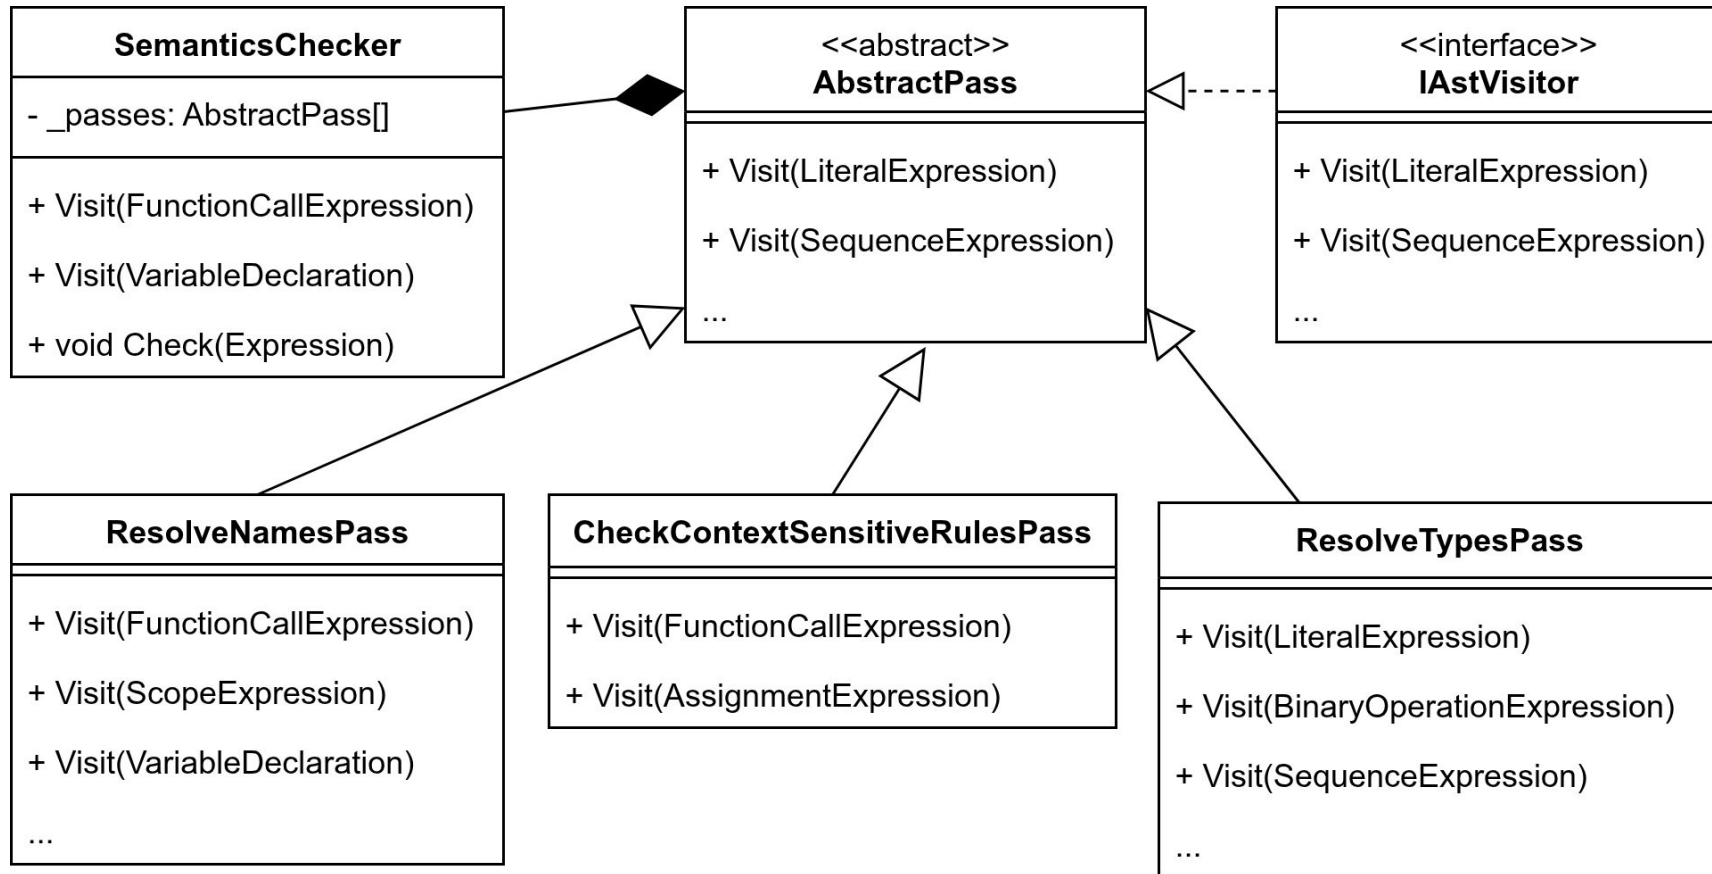 SemanticsChecker
- _passes: AbstractPass[]
+ Visit(FunctionCallExpression)
+ Visit(VariableDeclaration)
+ void Check(Expression)
<<abstract>>
AbstractPass
+ Visit(LiteralExpression)
+ Visit(SequenceExpression)
...
<<interface>>
IAstVisitor
+ Visit(LiteralExpression)
+ Visit(SequenceExpression)
...
ResolveNamesPass
+ Visit(FunctionCallExpression)
+ Visit(ScopeExpression)
+ Visit(VariableDeclaration)
...
CheckContextSensitiveRulesPass
+ Visit(FunctionCallExpression)
+ Visit(AssignmentExpression)
ResolveTypesPass
+ Visit(LiteralExpression)
+ Visit(BinaryOperationExpression)
+ Visit(SequenceExpression)
...